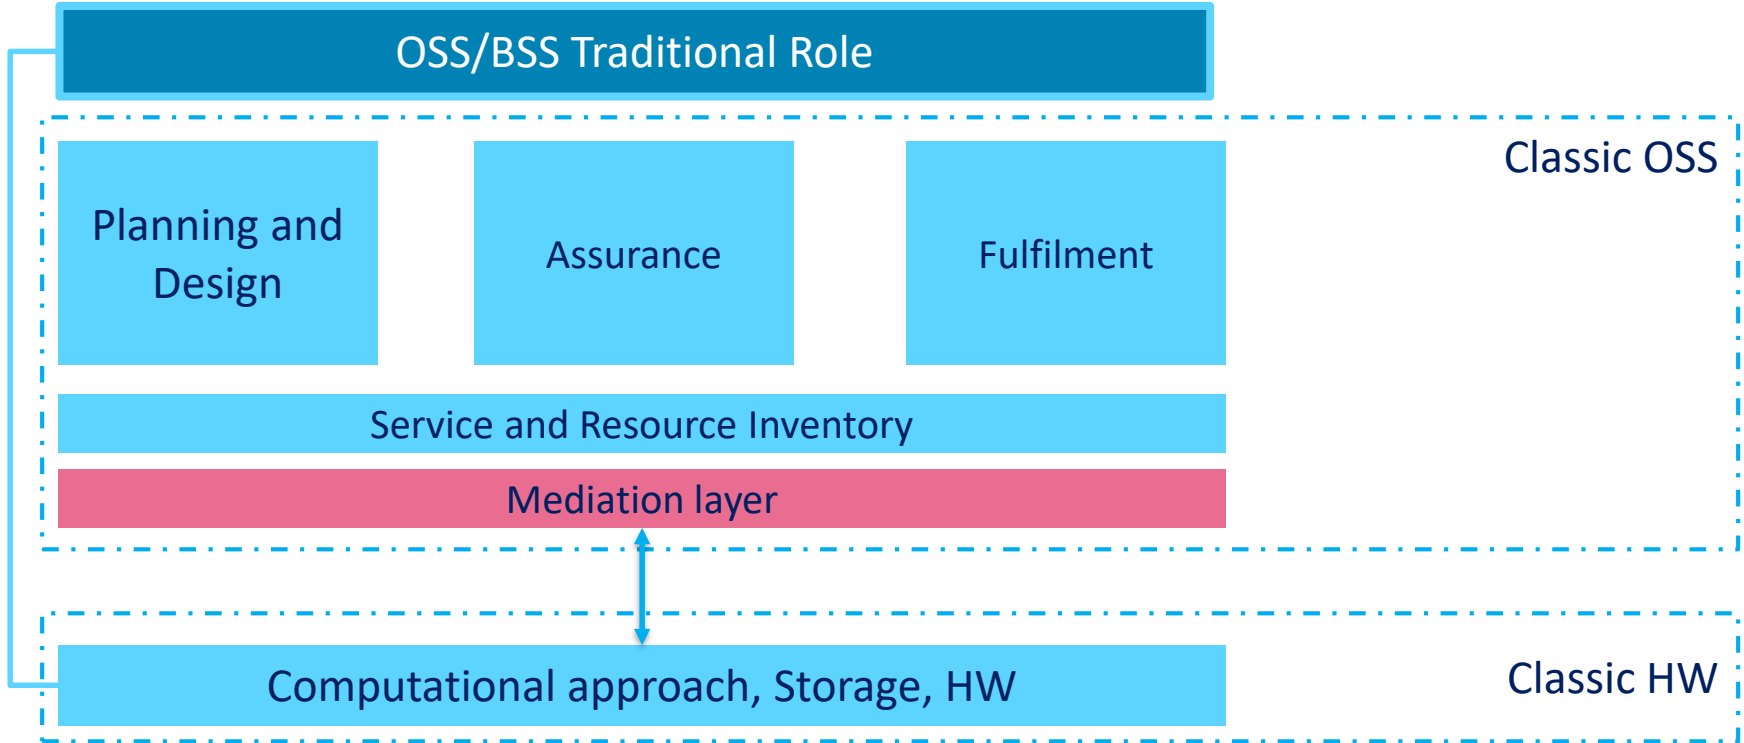 OSS/BSS Traditional Role
Classic OSS
Planning and
Design
Assurance
Fulfilment
Service and Resource Inventory
Mediation layer
Computational approach, Storage, HW
Classic HW